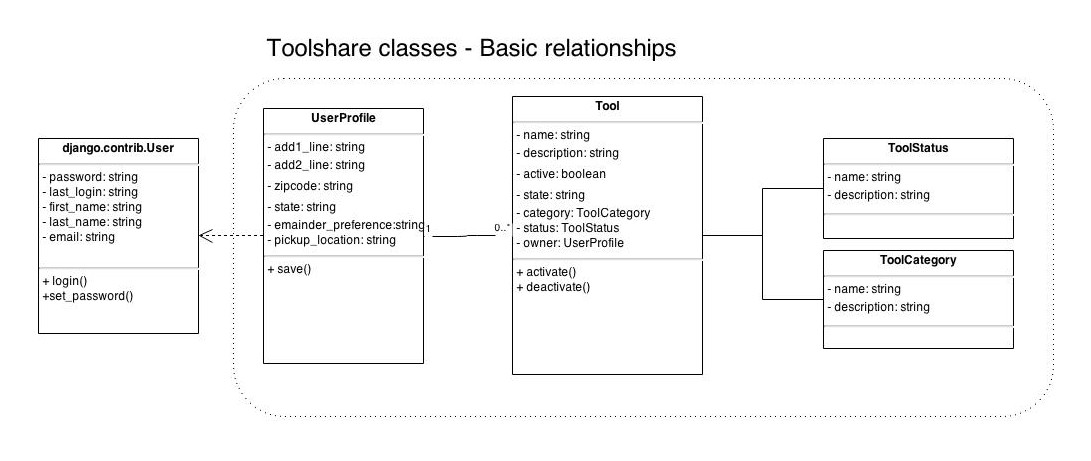 Toolshare classes - Basic relationships
django.contrib.User
- password: string
- last_login: string
- first_name: string
- last_name: string
- email: string
+ login()
+set_password()
UserProfile
- add1_line: string
- add2_line: string
- zipcode: string
- state: string
- emainder_preference:string
- pickup_location: string
+ save()
1
0..*
Tool
- name: string
- description: string
- active: boolean
- state: string
- category: ToolCategory
- status: ToolStatus
- owner: UserProfile
+ activate()
+ deactivate()
ToolStatus
- name: string
- description: string
ToolCategory
- name: string
- description: string